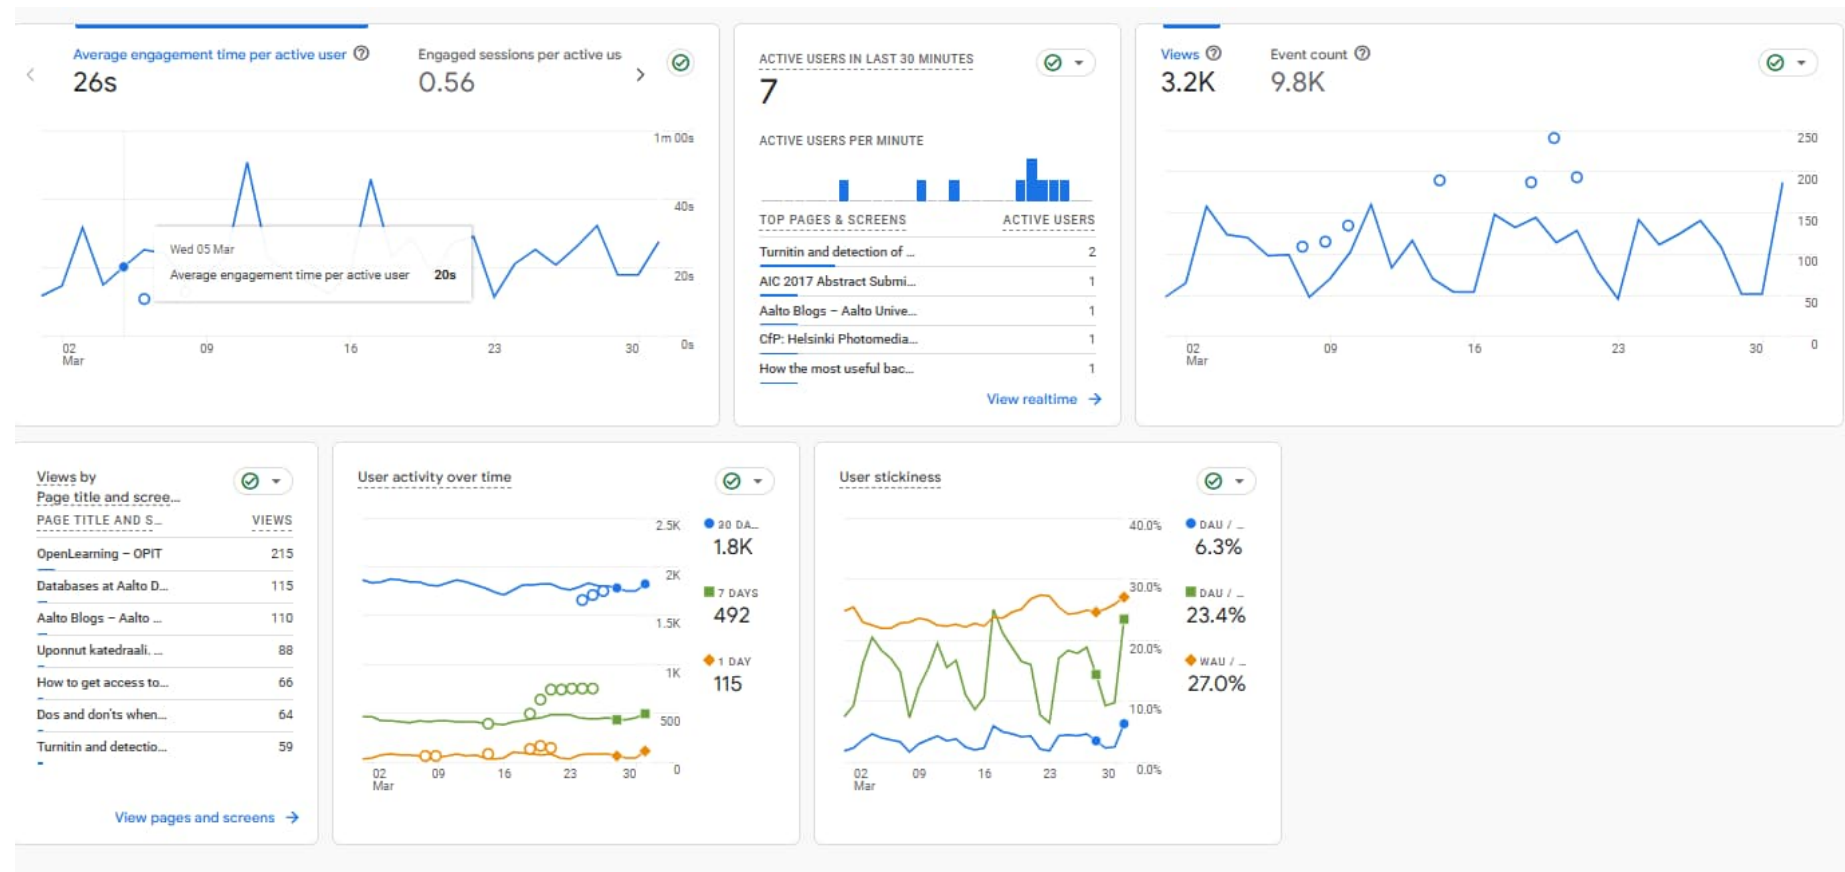 Average engagement time per active user
26s
Engaged sessions per active us
0.56
1m 00s
40s
20s
0s
Wed 05 Mar
Average engagement time per active user 20s
02 Mar
09
16
23
30
ACTIVE USERS IN LAST 30 MINUTES
7
ACTIVE USERS PER MINUTE
TOP PAGES & SCREENS ACTIVE USERS
Turnitin and detection of ... 2
AIC 2017 Abstract Submi... 1
Aalto Blogs – Aalto Unive... 1
CfP: Helsinki Photomedia... 1
How the most useful bac... 1
View realtime
Views
3.2K
Event count
9.8K
250
200
150
100
50
0
02 Mar
09
16
23
30
Views by
Page title and scree...
PAGE TITLE AND S... VIEWS
OpenLearning – OPIT 215
Databases at Aalto D... 115
Aalto Blogs – Aalto ... 110
Uponnut katedraali. ... 88
How to get access to... 66
Dos and don'ts when... 64
Turnitin and detectio... 59
View pages and screens
User activity over time
2.5K
2K
1.5K
1K
500
0
02 Mar
09
16
23
30
30 DA...
1.8K
7 DAYS
492
1 DAY
115
User stickiness
40.0%
30.0%
20.0%
10.0%
0.0%
02 Mar
09
16
23
30
DAU / ...
6.3%
DAU / ...
23.4%
WAU / ...
27.0%